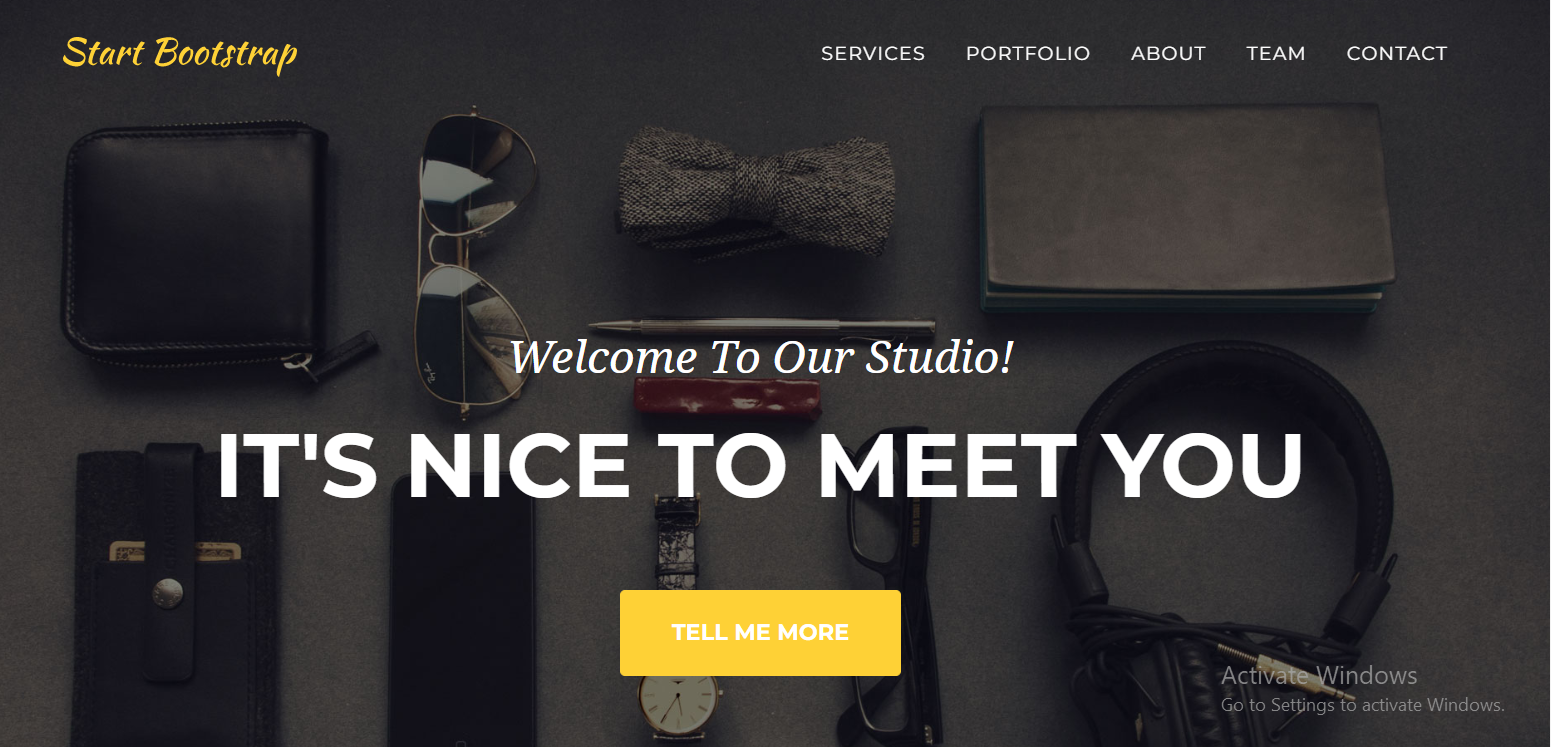 Start Bootstrap
SERVICES PORTFOLIO ABOUT TEAM CONTACT
Welcome To Our Studio!
IT'S NICE TO MEET YOU
TELL ME MORE
Activate Windows
Go to Settings to activate Windows.